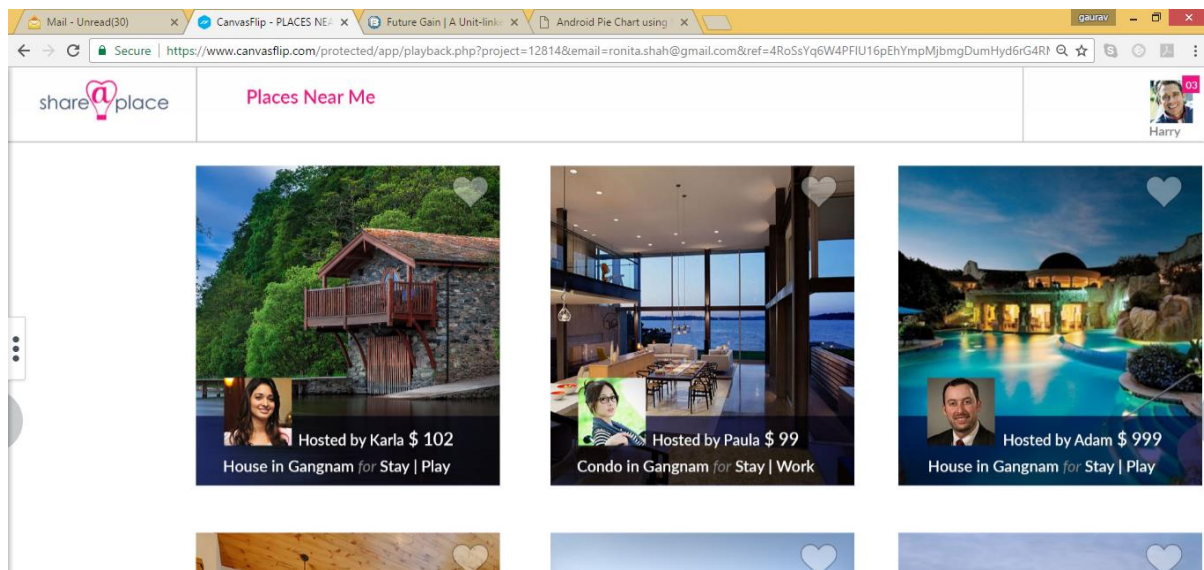 Mail - Unread(30)
CanvasFlip - PLACES NEA
Future Gain | A Unit-linke
Android Pie Chart using
gaurav
Secure
https://www.canvasflip.com/protected/app/playback.php?project=12814&email=ronita.shah@gmail.com&ref=4RoSsYq6W4PFIU16pEhYmpMjbmgDumHyd6rG4RN
share@place
Places Near Me
03
Harry
Hosted by Karla $ 102
House in Gangnam for Stay | Play
Hosted by Paula $ 99
Condo in Gangnam for Stay | Work
Hosted by Adam $ 999
House in Gangnam for Stay | Play